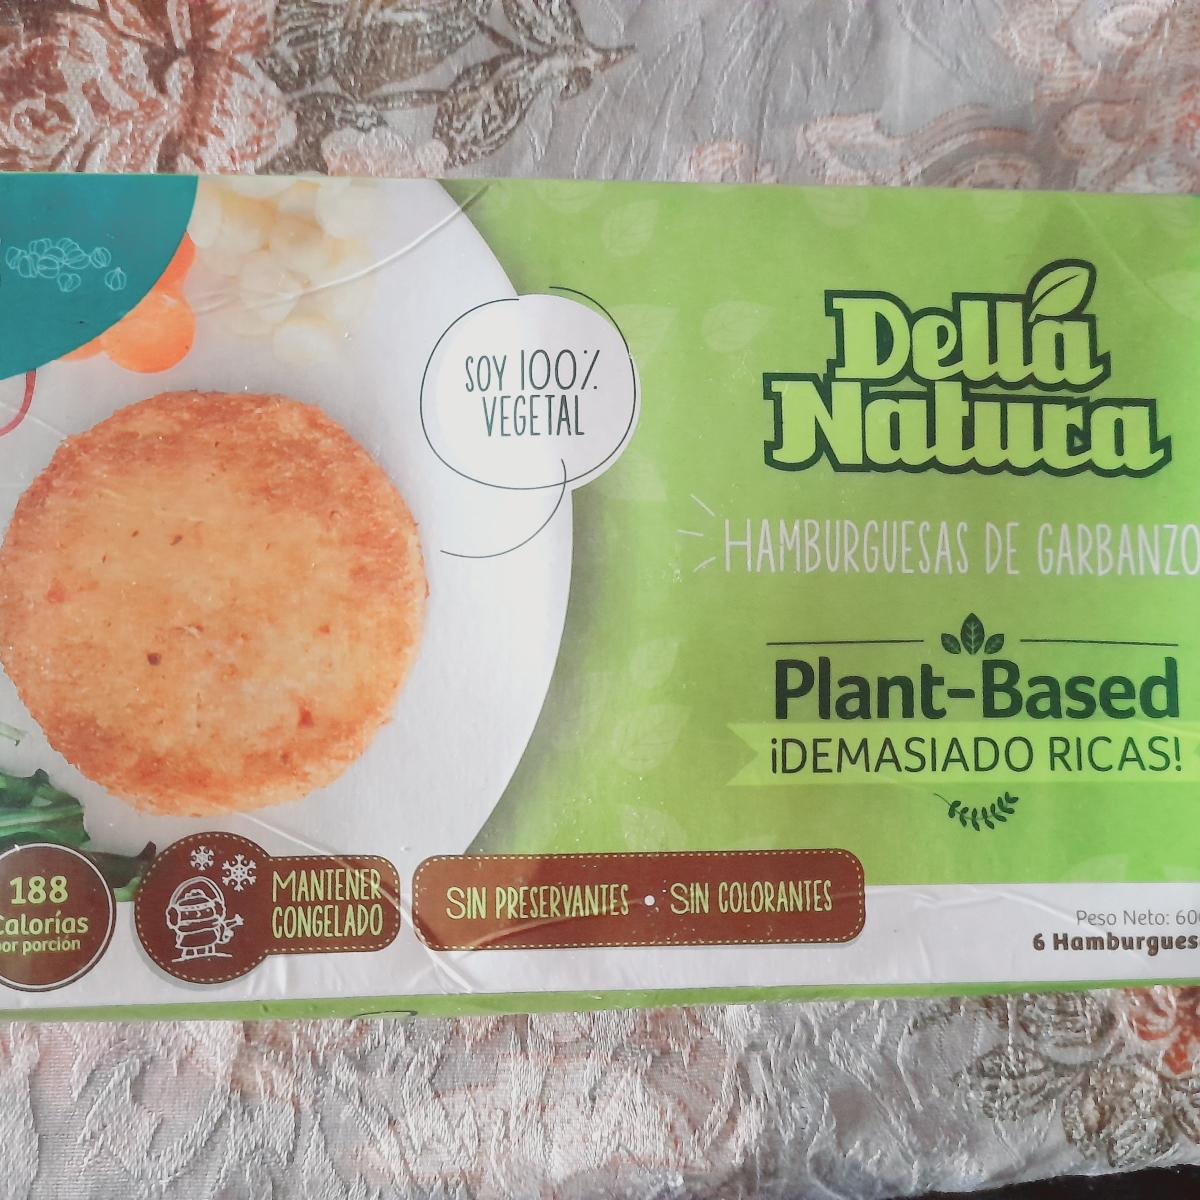 SOY 100%
VEGETAL
Della
Natura
HAMBURGUESAS DE GARBANZO
Plant-Based
¡DEMASIADO RICAS!
188
Calorías
por porción
MANTENER
CONGELADO
SIN PRESERVANTES • SIN COLORANTES
Peso Neto: 60
6 Hamburgues